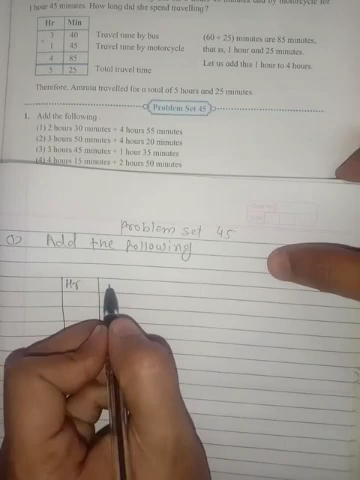 1 hour 45 minutes. How long did she spend travelling?
Hr Min
3 40 Travel time by bus (60 + 25) minutes are 85 minutes,
+ 1 45 Travel time by motorcycle that is, 1 hour and 25 minutes.
4 85 Let us add this 1 hour to 4 hours.
5 25 Total travel time
Therefore, Amruta travelled for a total of 5 hours and 25 minutes.
Problem Set 45
1. Add the following.
(1) 2 hours 30 minutes + 4 hours 55 minutes
(2) 3 hours 50 minutes + 4 hours 20 minutes
(3) 3 hours 45 minutes + 1 hour 35 minutes
(4) 4 hours 15 minutes + 2 hours 50 minutes
Problem set 45
Add the following
Hr